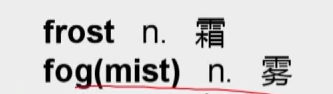 frost n. 霜
fog(mist) n. 雾